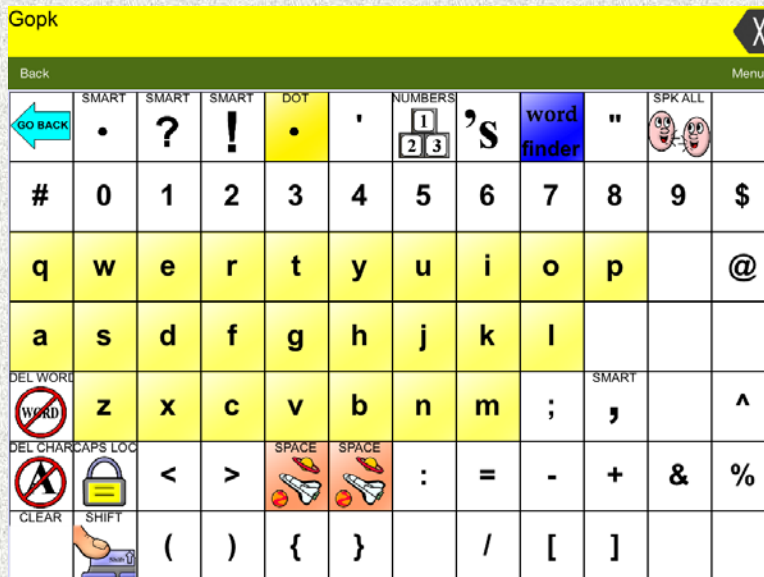 Gopk
X
Back Menu
SMART SMART SMART DOT NUMBERS SPK ALL
GO BACK . ? ! . ' 1 2 3 's word finder "
# 0 1 2 3 4 5 6 7 8 9 $
q w e r t y u i o p @
a s d f g h j k l
DEL WORD SMART
WORD z x c v b n m ; , ^
DEL CHAR CAPS LOC SPACE SPACE
A < > : = - + & %
CLEAR SHIFT
( ) { } / [ ]